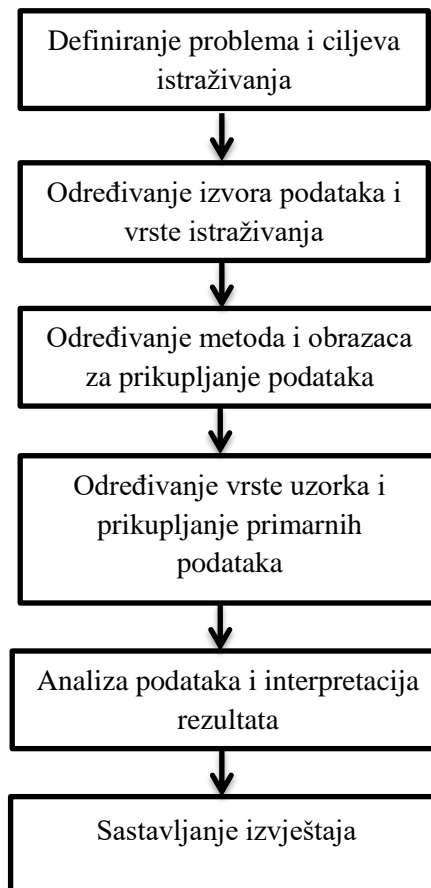 Definiranje problema i ciljeva
istraživanja
Određivanje izvora podataka i
vrste istraživanja
Određivanje metoda i obrazaca
za prikupljanje podataka
Određivanje vrste uzorka i
prikupljanje primarnih
podataka
Analiza podataka i interpretacija
rezultata
Sastavljanje izvještaja